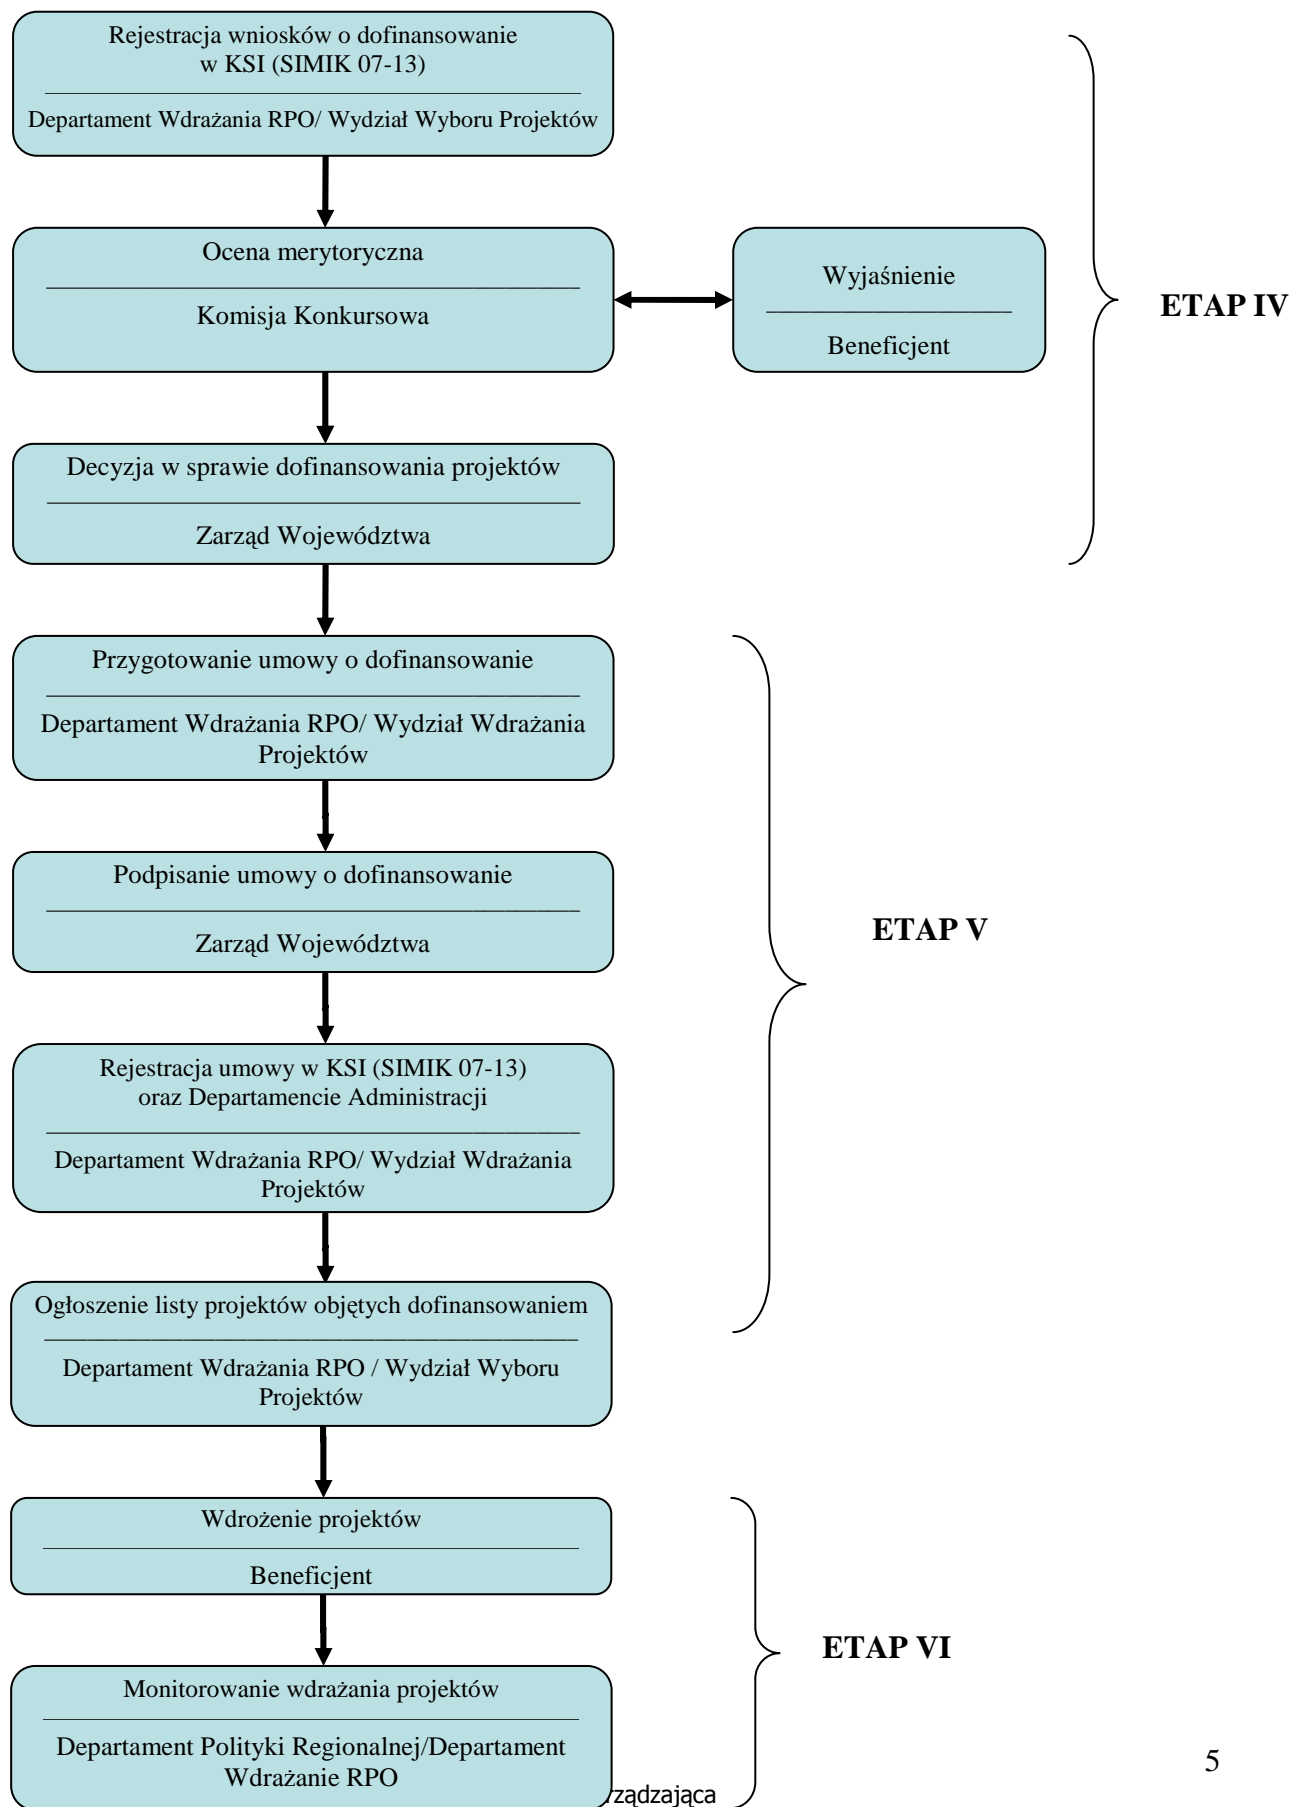 Rejestracja wniosków o dofinansowanie
w KSI (SIMIK 07-13)
Departament Wdrażania RPO/ Wydział Wyboru Projektów
Ocena merytoryczna
Komisja Konkursowa
Wyjaśnienie
Beneficjent
ETAP IV
Decyzja w sprawie dofinansowania projektów
Zarząd Województwa
Przygotowanie umowy o dofinansowanie
Departament Wdrażania RPO/ Wydział Wdrażania
Projektów
Podpisanie umowy o dofinansowanie
Zarząd Województwa
ETAP V
Rejestracja umowy w KSI (SIMIK 07-13)
oraz Departamencie Administracji
Departament Wdrażania RPO/ Wydział Wdrażania
Projektów
Ogłoszenie listy projektów objętych dofinansowaniem
Departament Wdrażania RPO / Wydział Wyboru
Projektów
Wdrożenie projektów
Beneficjent
ETAP VI
Monitorowanie wdrażania projektów
Departament Polityki Regionalnej/Departament
Wdrażanie RPO
5